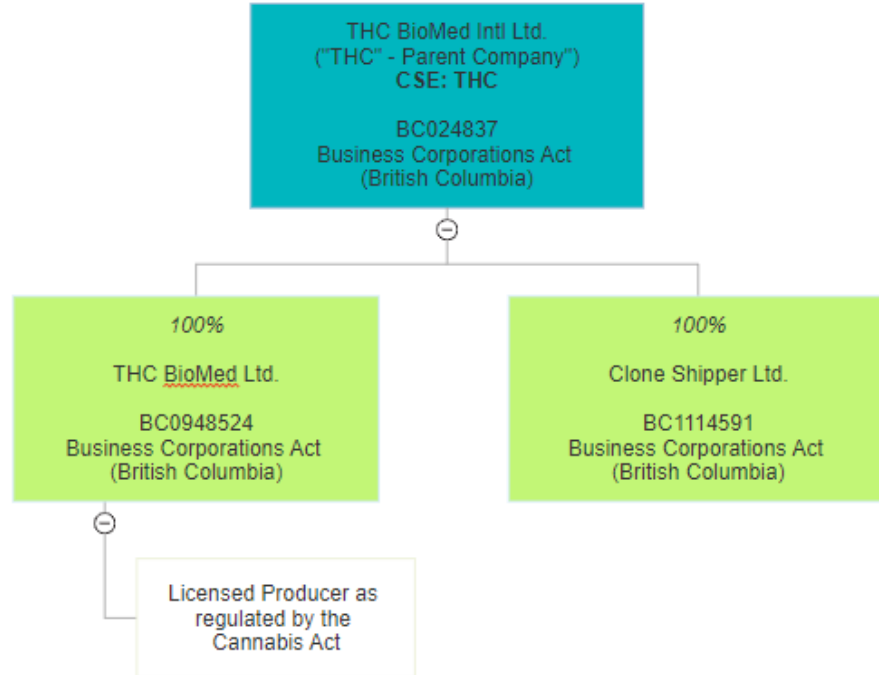 THC BioMed Intl Ltd.
("THC" - Parent Company")
CSE: THC
BC024837
Business Corporations Act
(British Columbia)
100%
THC BioMed Ltd.
BC0948524
Business Corporations Act
(British Columbia)
100%
Clone Shipper Ltd.
BC1114591
Business Corporations Act
(British Columbia)
Licensed Producer as
regulated by the
Cannabis Act